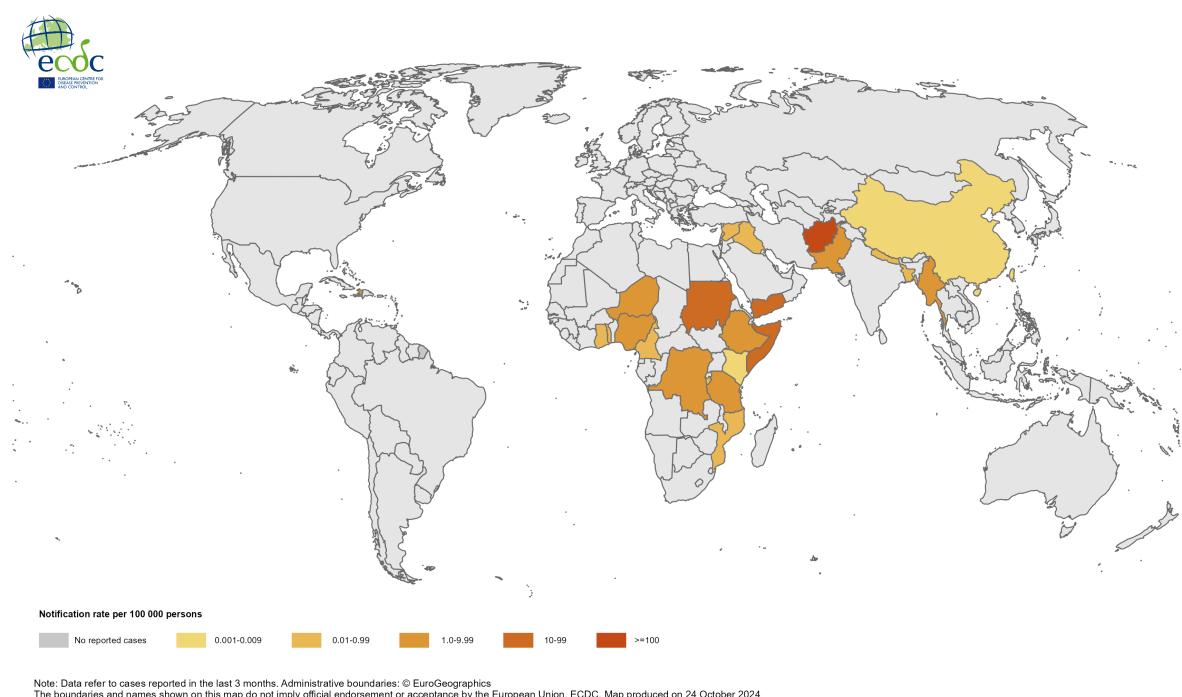 ecdc
EUROPEAN CENTRE FOR
DISEASE PREVENTION
AND CONTROL
Notification rate per 100 000 persons
No reported cases
0.001-0.009
0.01-0.99
1.0-9.99
10-99
>=100
Note: Data refer to cases reported in the last 3 months. Administrative boundaries: © EuroGeographics
The boundaries and names shown on this map do not imply official endorsement or acceptance by the European Union. ECDC. Map produced on 24 October 2024